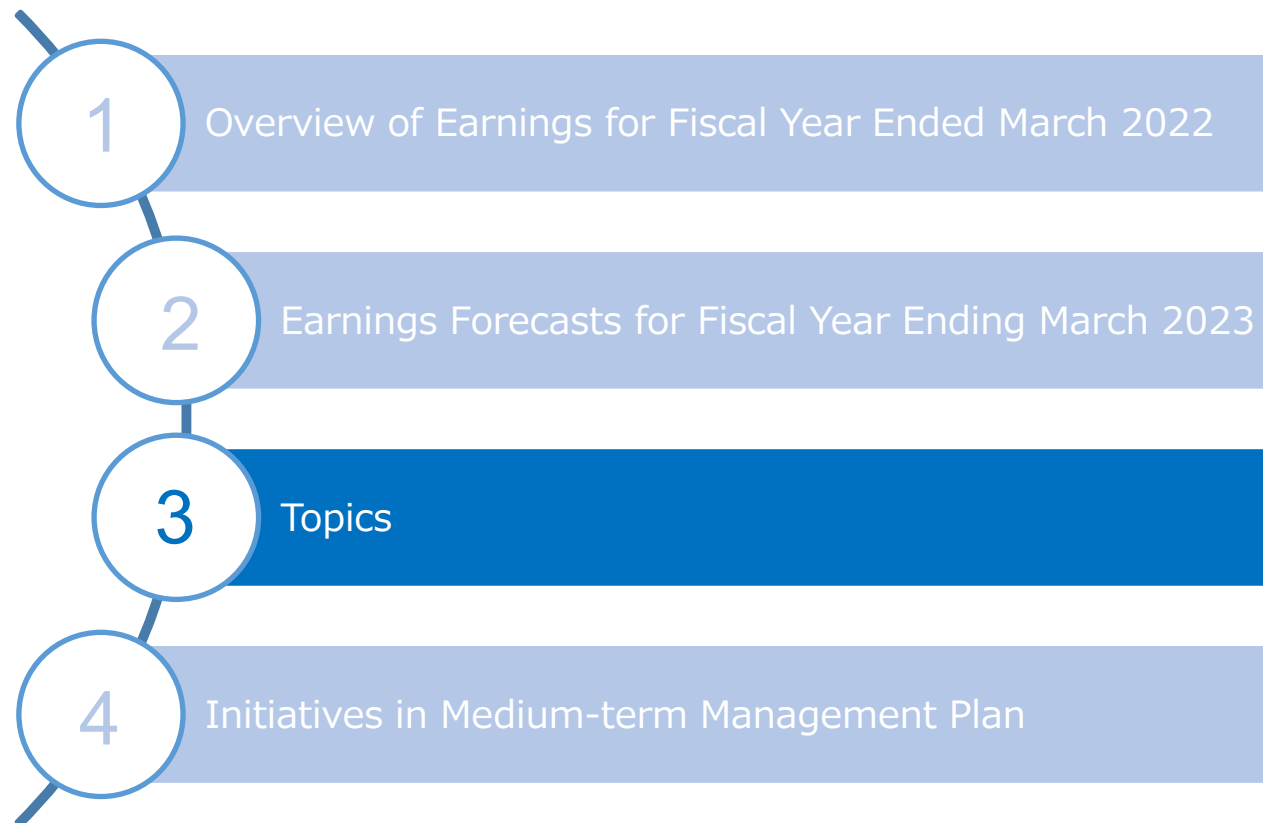 1
Overview of Earnings for Fiscal Year Ended March 2022
2
Earnings Forecasts for Fiscal Year Ending March 2023
3
Topics
4
Initiatives in Medium-term Management Plan